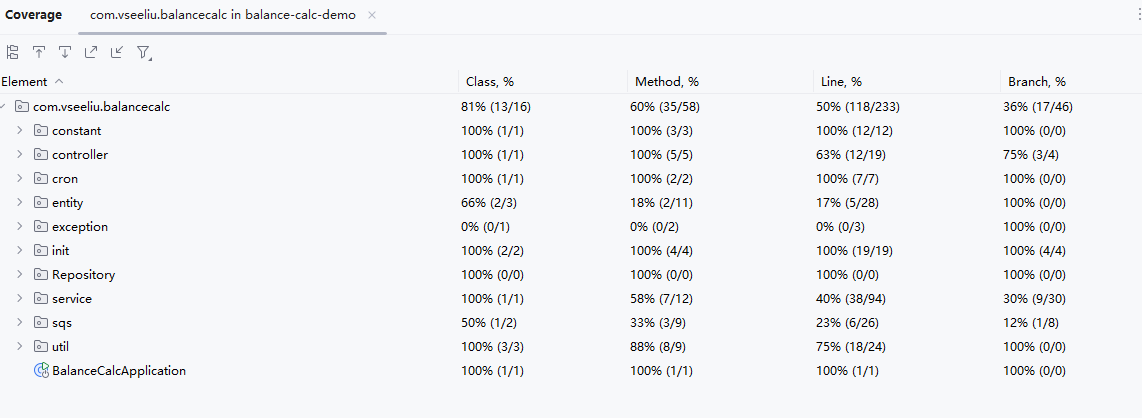 Coverage com.vseeliu.balancecalc in balance-calc-demo
Element Class, % Method, % Line, % Branch, %
com.vseeliu.balancecalc 81% (13/16) 60% (35/58) 50% (118/233) 36% (17/46)
constant 100% (1/1) 100% (3/3) 100% (12/12) 100% (0/0)
controller 100% (1/1) 100% (5/5) 63% (12/19) 75% (3/4)
cron 100% (1/1) 100% (2/2) 100% (7/7) 100% (0/0)
entity 66% (2/3) 18% (2/11) 17% (5/28) 100% (0/0)
exception 0% (0/1) 0% (0/2) 0% (0/3) 100% (0/0)
init 100% (2/2) 100% (4/4) 100% (19/19) 100% (4/4)
Repository 100% (0/0) 100% (0/0) 100% (0/0) 100% (0/0)
service 100% (1/1) 58% (7/12) 40% (38/94) 30% (9/30)
sqs 50% (1/2) 33% (3/9) 23% (6/26) 12% (1/8)
util 100% (3/3) 88% (8/9) 75% (18/24) 100% (0/0)
BalanceCalcApplication 100% (1/1) 100% (1/1) 100% (1/1) 100% (0/0)